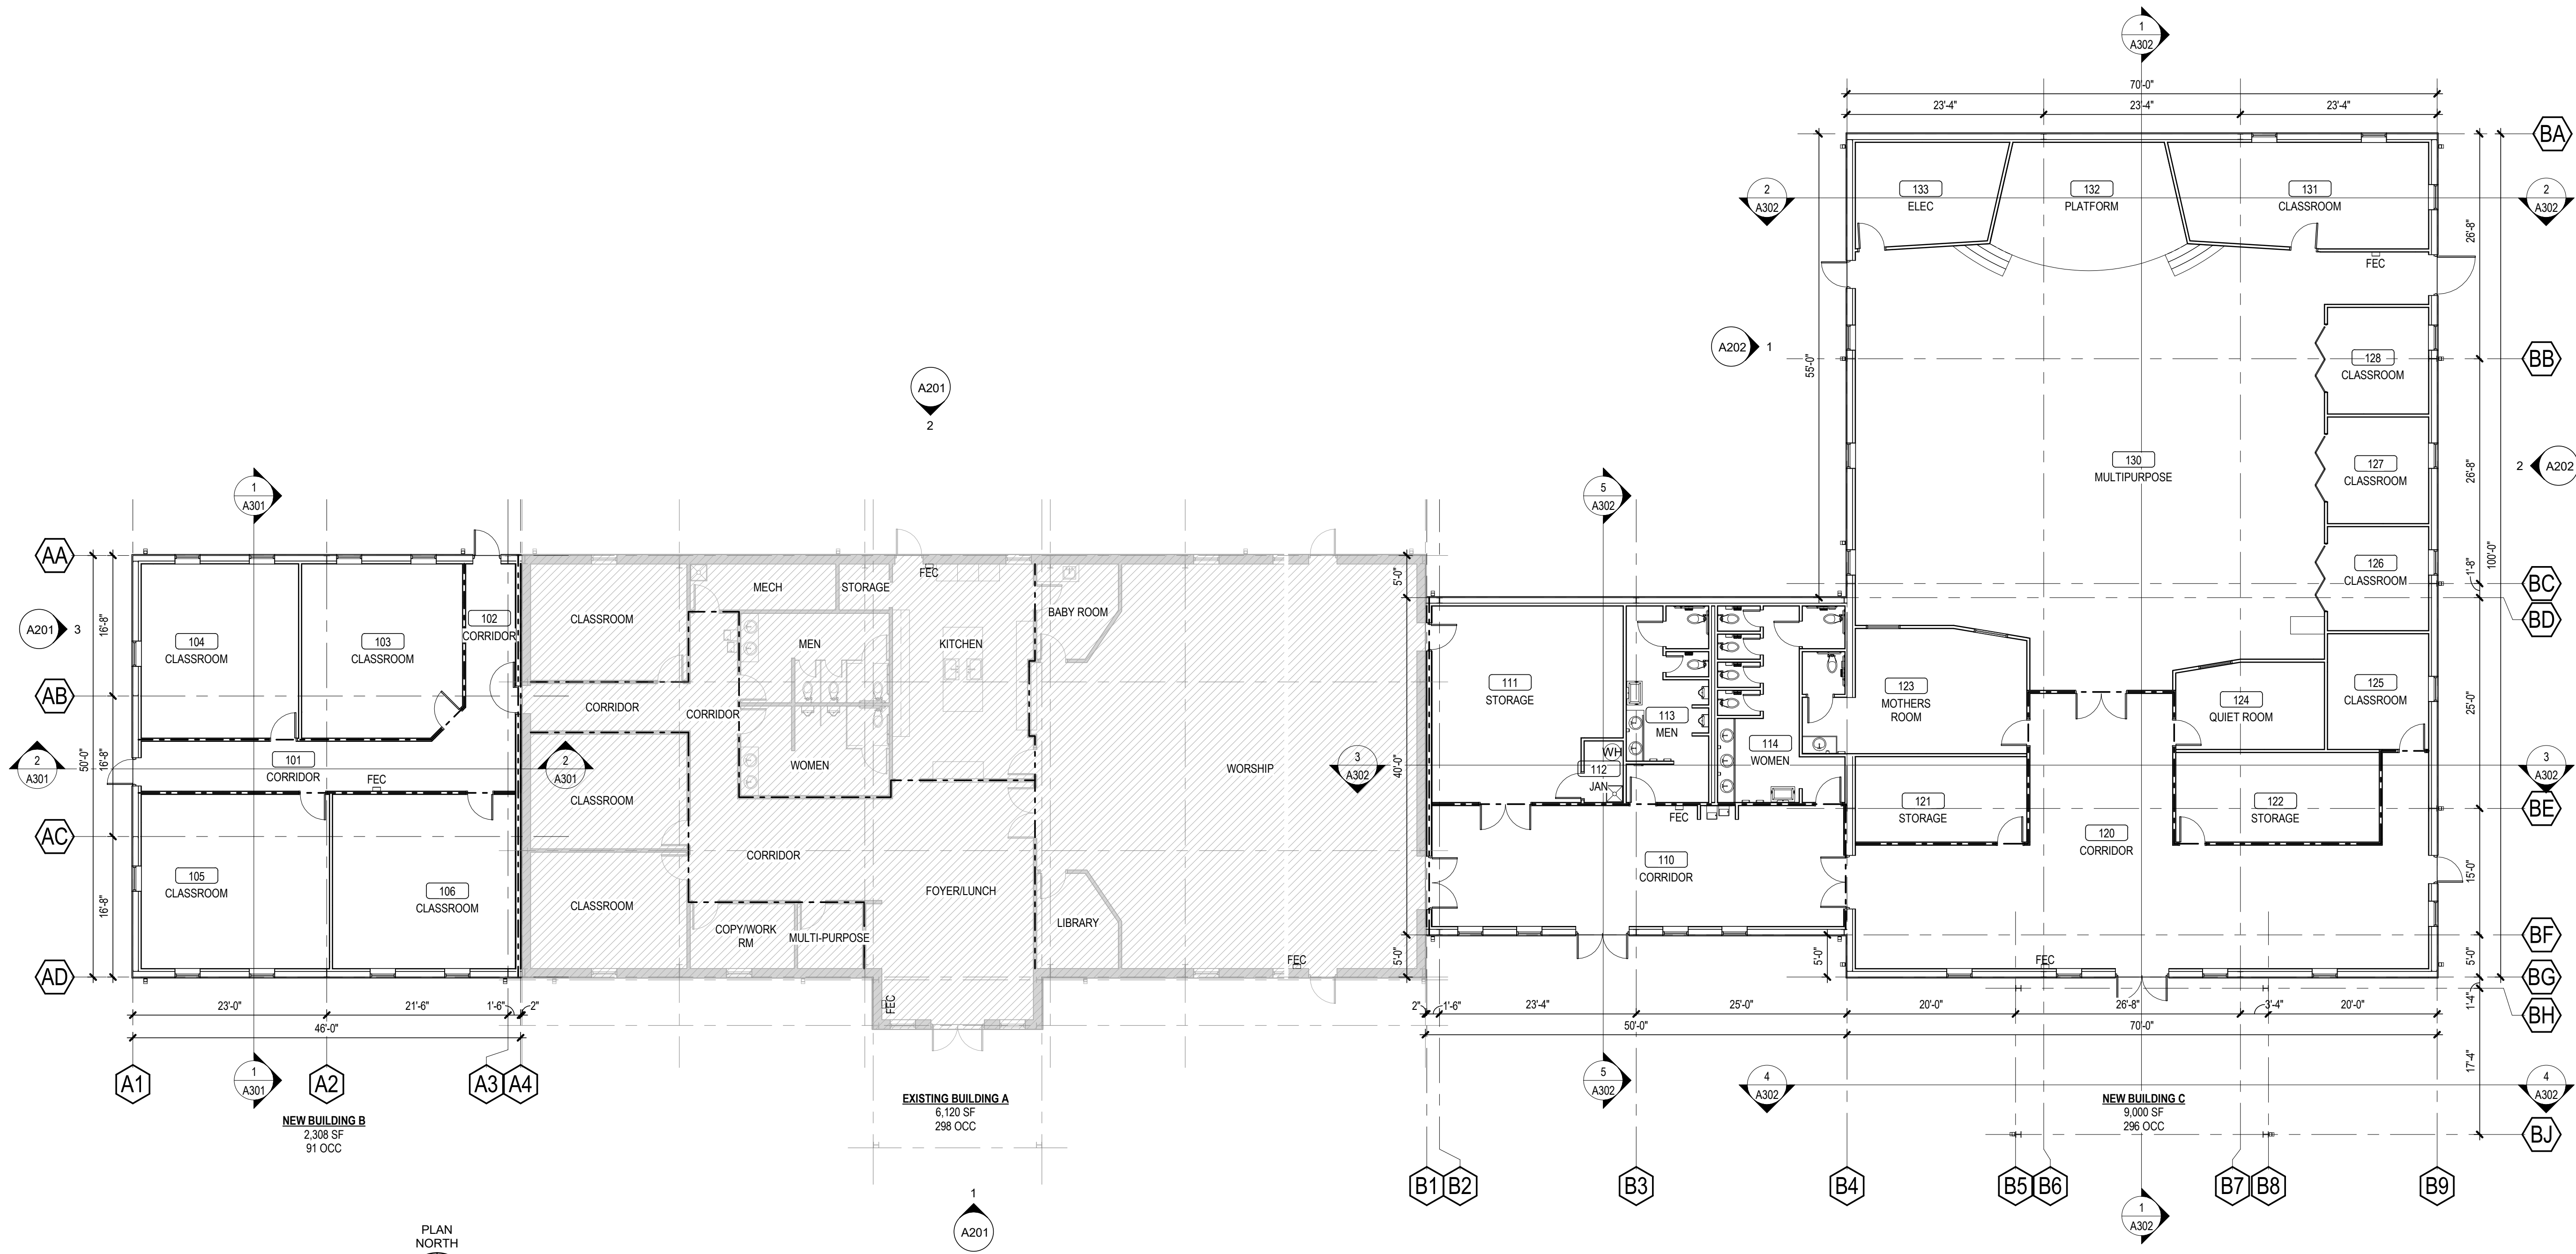 1
A302
70'-0"
23'-4"
23'-4"
23'-4"
BA
133
ELEC
132
PLATFORM
131
CLASSROOM
2
A302
2
A302
26'-8"
FEC
A202
1
55'-0"
128
CLASSROOM
BB
A201
2
130
MULTIPURPOSE
127
CLASSROOM
26'-8"
2
A202
1
A301
5
A302
100'-0"
AA
MECH
STORAGE
FEC
5'-0"
126
CLASSROOM
1'-8"
BC
A201
3
16'-8"
104
CLASSROOM
103
CLASSROOM
102
CORRIDOR
CLASSROOM
MEN
KITCHEN
BABY ROOM
BD
AB
CORRIDOR
CORRIDOR
111
STORAGE
113
MEN
114
WOMEN
123
MOTHERS
ROOM
124
QUIET ROOM
125
CLASSROOM
25'-0"
2
A301
50'-0"
16'-8"
101
CORRIDOR
FEC
2
A301
WOMEN
WORSHIP
3
A302
40'-0"
WH
112
JAN
3
A302
CLASSROOM
FEC
121
STORAGE
122
STORAGE
BE
AC
CORRIDOR
110
CORRIDOR
120
CORRIDOR
15'-0"
16'-8"
105
CLASSROOM
106
CLASSROOM
CLASSROOM
FOYER/LUNCH
COPY/WORK
RM
MULTI-PURPOSE
LIBRARY
BF
AD
FEC
5'-0"
5'-0"
FEC
5'-0"
BG
FEC
23'-0"
21'-6"
1'-6"
2"
2"
1'-6"
23'-4"
25'-0"
20'-0"
26'-8"
3'-4"
20'-0"
1'-4"
BH
46'-0"
50'-0"
70'-0"
17'-4"
A1
1
A301
A2
A3
A4
5
A302
4
A302
4
A302
NEW BUILDING B
2,308 SF
91 OCC
EXISTING BUILDING A
6,120 SF
298 OCC
NEW BUILDING C
9,000 SF
296 OCC
BJ
B1
B2
B3
B4
B5
B6
B7
B8
B9
1
A201
1
A302
PLAN
NORTH